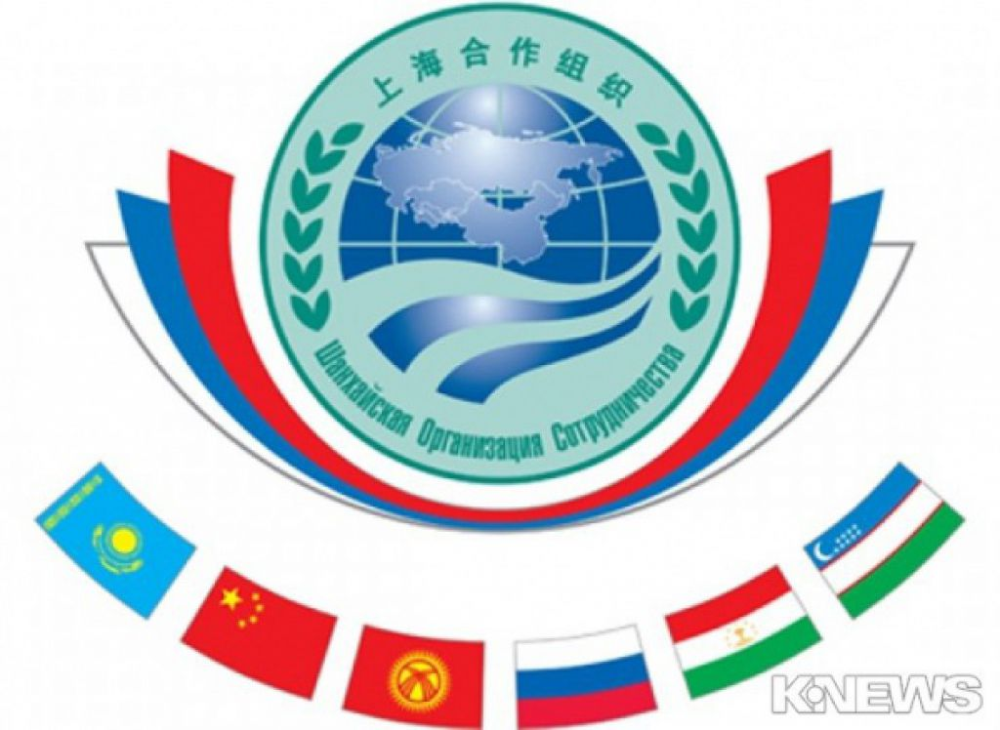 上海合作组织
Шанхайская Организация Сотрудничества
K.NEWS